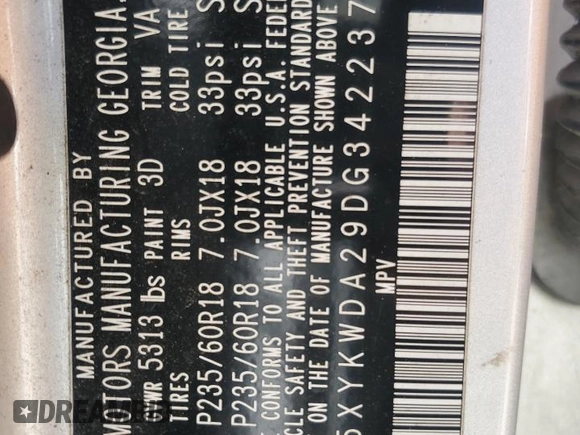 MANUFACTURED BY
MOTORS MANUFACTURING GEORGIA,
GVWR 5313 lbs PAINT 3D TRIM VA
TIRES RIMS COLD TIRE
P235/60R18 7.0JX18 33psi
P235/60R18 7.0JX18 33psi
CONFORMS TO ALL APPLICABLE U.S.A. FEDER
CLE SAFETY AND THEFT PREVENTION STANDARD
ON THE DATE OF MANUFACTURE SHOWN ABOVE
5XYKWDA29DG342237
MPV
AMERICAN